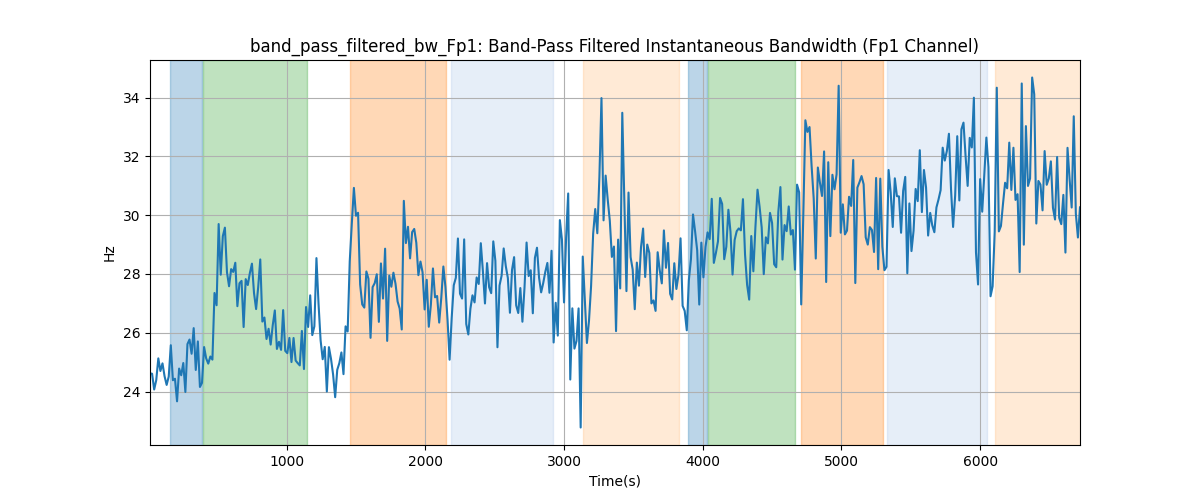 band_pass_filtered_bw_Fp1: Band-Pass Filtered Instantaneous Bandwidth (Fp1 Channel)
34
32
30
28
26
24
Hz
1000 2000 3000 4000 5000 6000
Time(s)